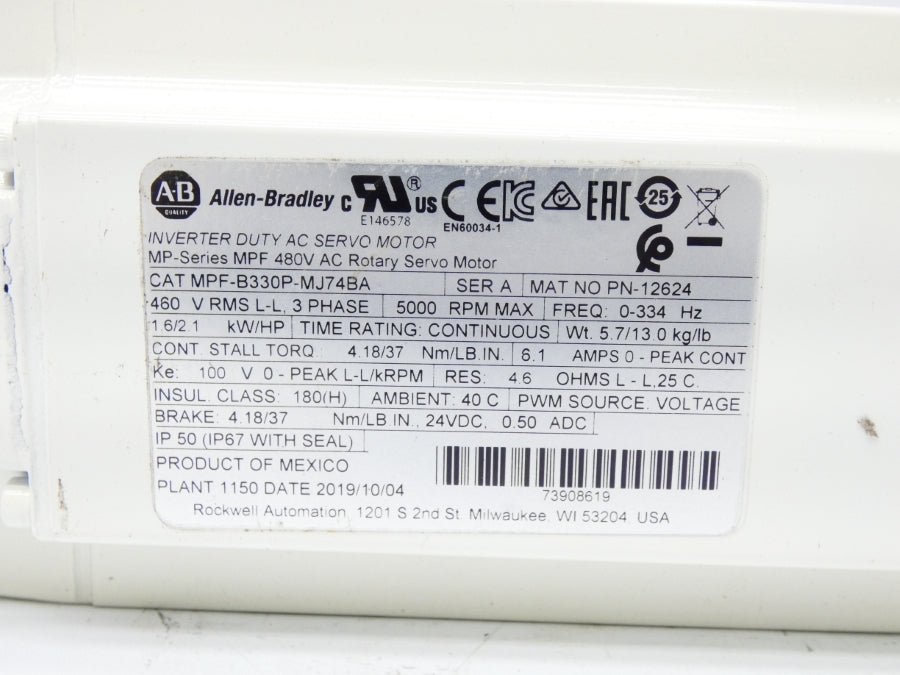 A·B QUALITY Allen-Bradley c RU ® US CE KC EAC 25
E146578
EN60034-1
INVERTER DUTY AC SERVO MOTOR
MP-Series MPF 480V AC Rotary Servo Motor
CAT MPF-B330P-MJ74BA SER A MAT NO PN-12624
460 V RMS L-L, 3 PHASE 5000 RPM MAX FREQ: 0-334 Hz
1.6/2.1 kW/HP TIME RATING: CONTINUOUS Wt. 5.7/13.0 kg/lb
CONT. STALL TORQ. 4.18/37 Nm/LB.IN. 6.1 AMPS 0 - PEAK CONT
Ke: 100 V 0 - PEAK L-L/kRPM RES: 4.6 OHMS L - L,25 C.
INSUL. CLASS: 180(H) AMBIENT: 40 C PWM SOURCE: VOLTAGE
BRAKE: 4.18/37 Nm/LB.IN., 24VDC, 0.50 ADC
IP 50 (IP67 WITH SEAL)
PRODUCT OF MEXICO
PLANT 1150 DATE 2019/10/04
73908619
Rockwell Automation, 1201 S 2nd St. Milwaukee, WI 53204 USA